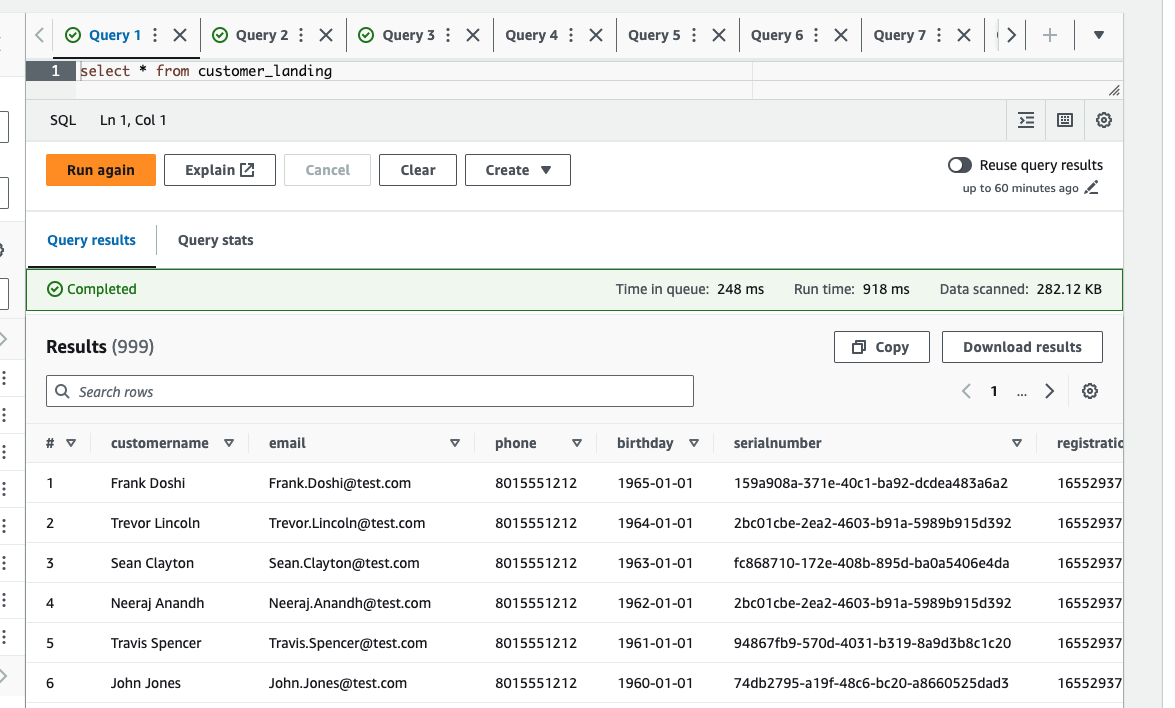 Query 1 Query 2 Query 3 Query 4 Query 5 Query 6 Query 7
1 select * from customer_landing
SQL Ln 1, Col 1
Run again Explain Cancel Clear Create Reuse query results
up to 60 minutes ago
Query results Query stats
Completed Time in queue: 248 ms Run time: 918 ms Data scanned: 282.12 KB
Results (999) Copy Download results
Search rows 1 ...
# customername email phone birthday serialnumber registratio
1 Frank Doshi Frank.Doshi@test.com 8015551212 1965-01-01 159a908a-371e-40c1-ba92-dcdea483a6a2 16552937
2 Trevor Lincoln Trevor.Lincoln@test.com 8015551212 1964-01-01 2bc01cbe-2ea2-4603-b91a-5989b915d392 16552937
3 Sean Clayton Sean.Clayton@test.com 8015551212 1963-01-01 fc868710-172e-408b-895d-ba0a5406e4da 16552937
4 Neeraj Anandh Neeraj.Anandh@test.com 8015551212 1962-01-01 2bc01cbe-2ea2-4603-b91a-5989b915d392 16552937
5 Travis Spencer Travis.Spencer@test.com 8015551212 1961-01-01 94867fb9-570d-4031-b319-8a9d3b8c1c20 16552937
6 John Jones John.Jones@test.com 8015551212 1960-01-01 74db2795-a19f-48c6-bc20-a8660525dad3 16552937